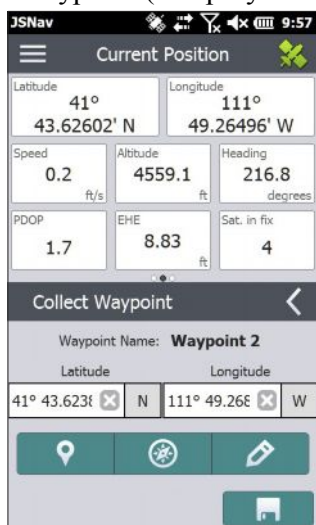 JSNav 9:57
Current Position
Latitude Longitude
41° 111°
43.62602' N 49.26496' W
Speed Altitude Heading
0.2 4559.1 216.8
ft/s ft degrees
PDOP EHE Sat. in fix
1.7 8.83 4
ft
Collect Waypoint
Waypoint Name: Waypoint 2
Latitude Longitude
41° 43.623 N 111° 49.268 W